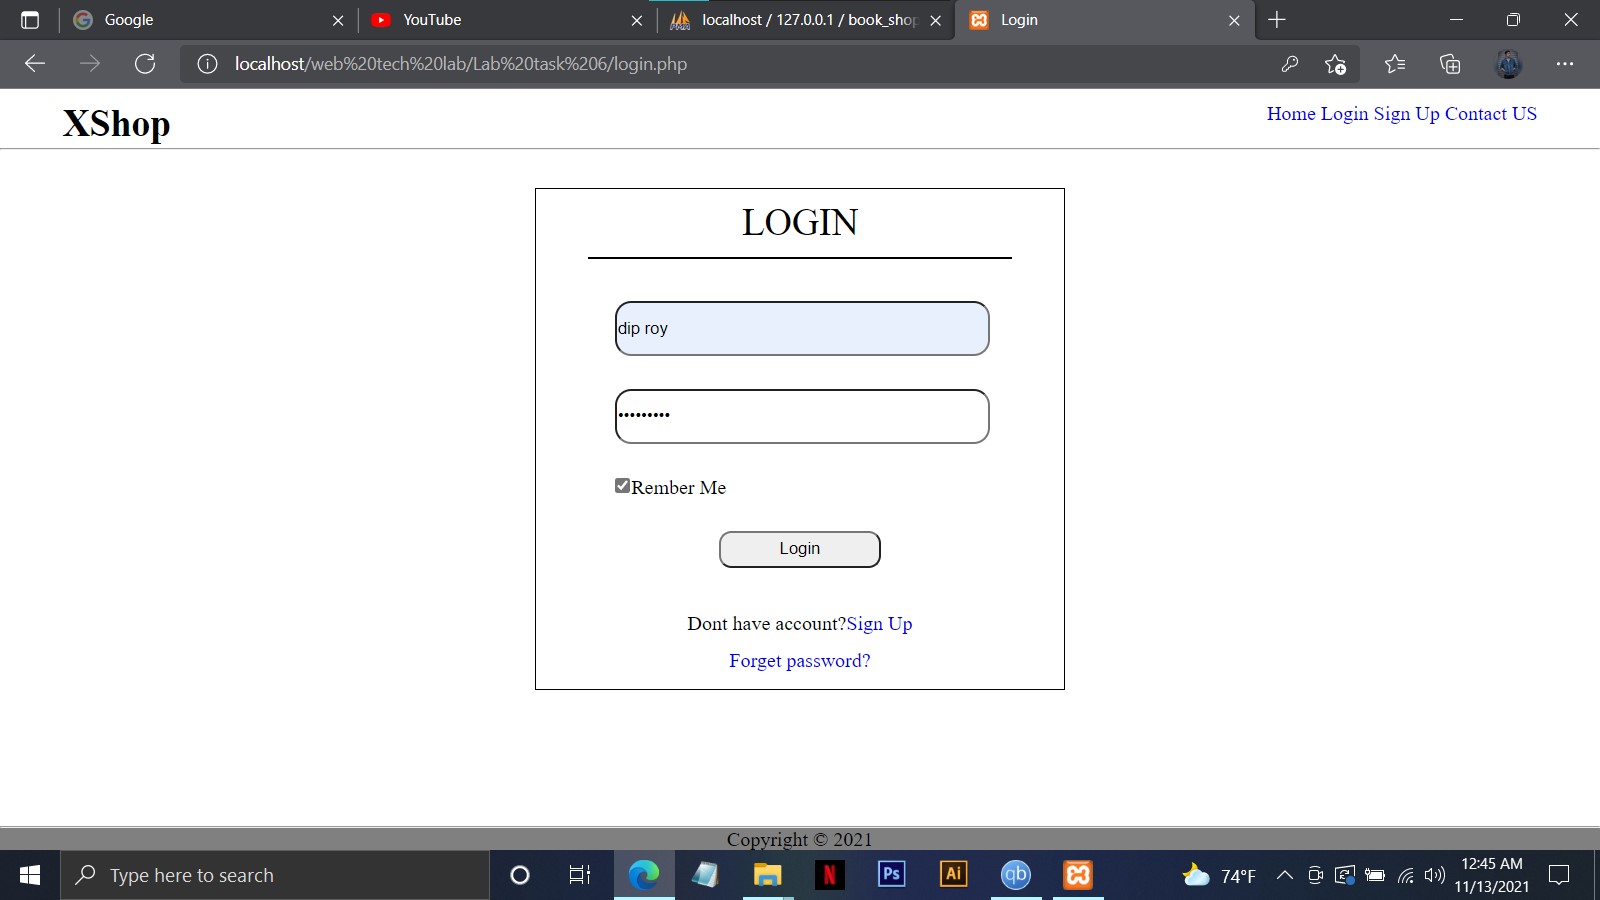 Google
YouTube
localhost / 127.0.0.1 / book_shop
Login
localhost/web%20tech%20lab/Lab%20task%206/login.php
XShop
Home Login Sign Up Contact US
LOGIN
dip roy
•••••••••
Rember Me
Login
Dont have account?Sign Up
Forget password?
Copyright © 2021
Type here to search
N
Ps
Ai
qb
74°F
12:45 AM
11/13/2021